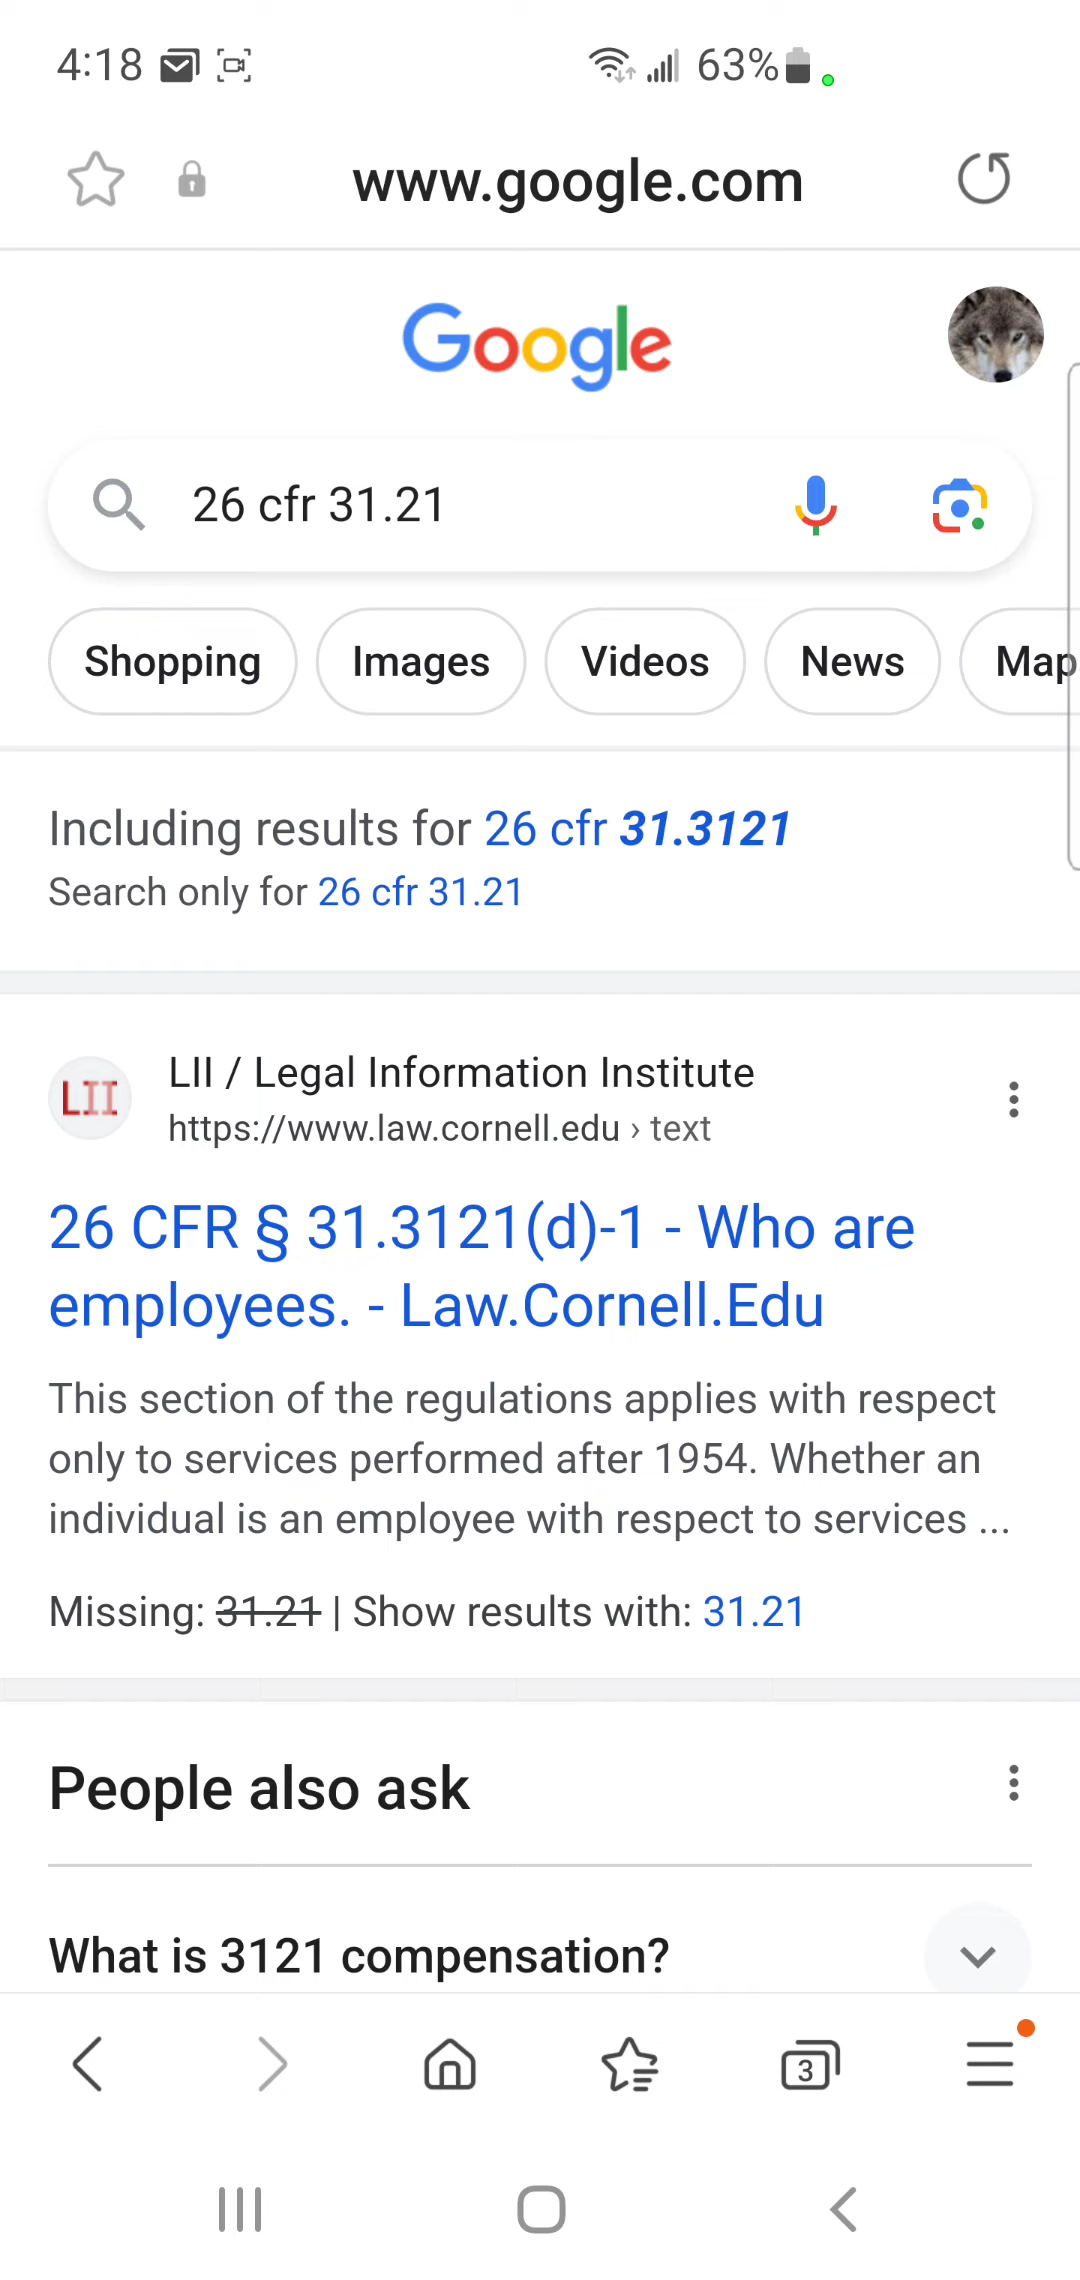 4:18 63%
www.google.com
Google
26 cfr 31.21
Shopping Images Videos News Map
Including results for 26 cfr 31.3121
Search only for 26 cfr 31.21
LII LII / Legal Information Institute
https://www.law.cornell.edu › text
26 CFR § 31.3121(d)-1 - Who are
employees. - Law.Cornell.Edu
This section of the regulations applies with respect
only to services performed after 1954. Whether an
individual is an employee with respect to services ...
Missing: 31.21 | Show results with: 31.21
People also ask
What is 3121 compensation?
3